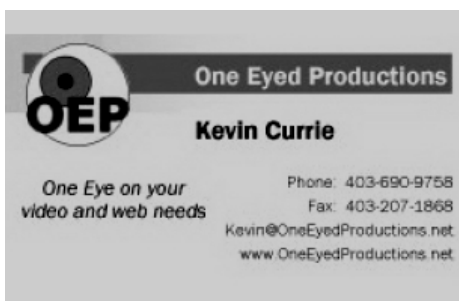 One Eyed Productions
OEP
Kevin Currie
One Eye on your
video and web needs
Phone: 403-690-9758
Fax: 403-207-1868
Kevin@OneEyedProductions.net
www.OneEyedProductions.net